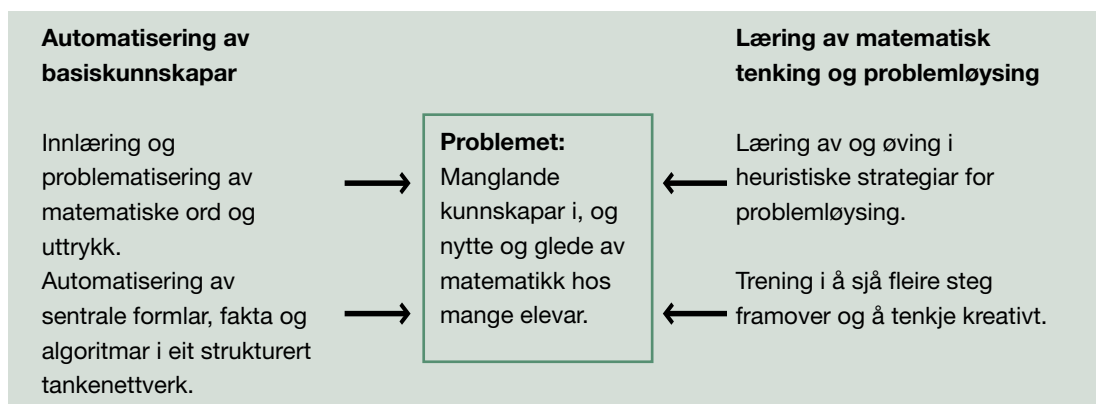 Automatisering av
basiskunnskapar
Innlæring og
problematisering av
matematiske ord og
uttrykk.
Automatisering av
sentrale formlar, fakta og
algoritmar i eit strukturert
tankenettverk.
Problemet:
Manglande
kunnskapar i, og
nytte og glede av
matematikk hos
mange elevar.
Læring av matematisk
tenking og problemløysing
Læring av og øving i
heuristiske strategiar for
problemløysing.
Trening i å sjå fleire steg
framover og å tenkje kreativt.